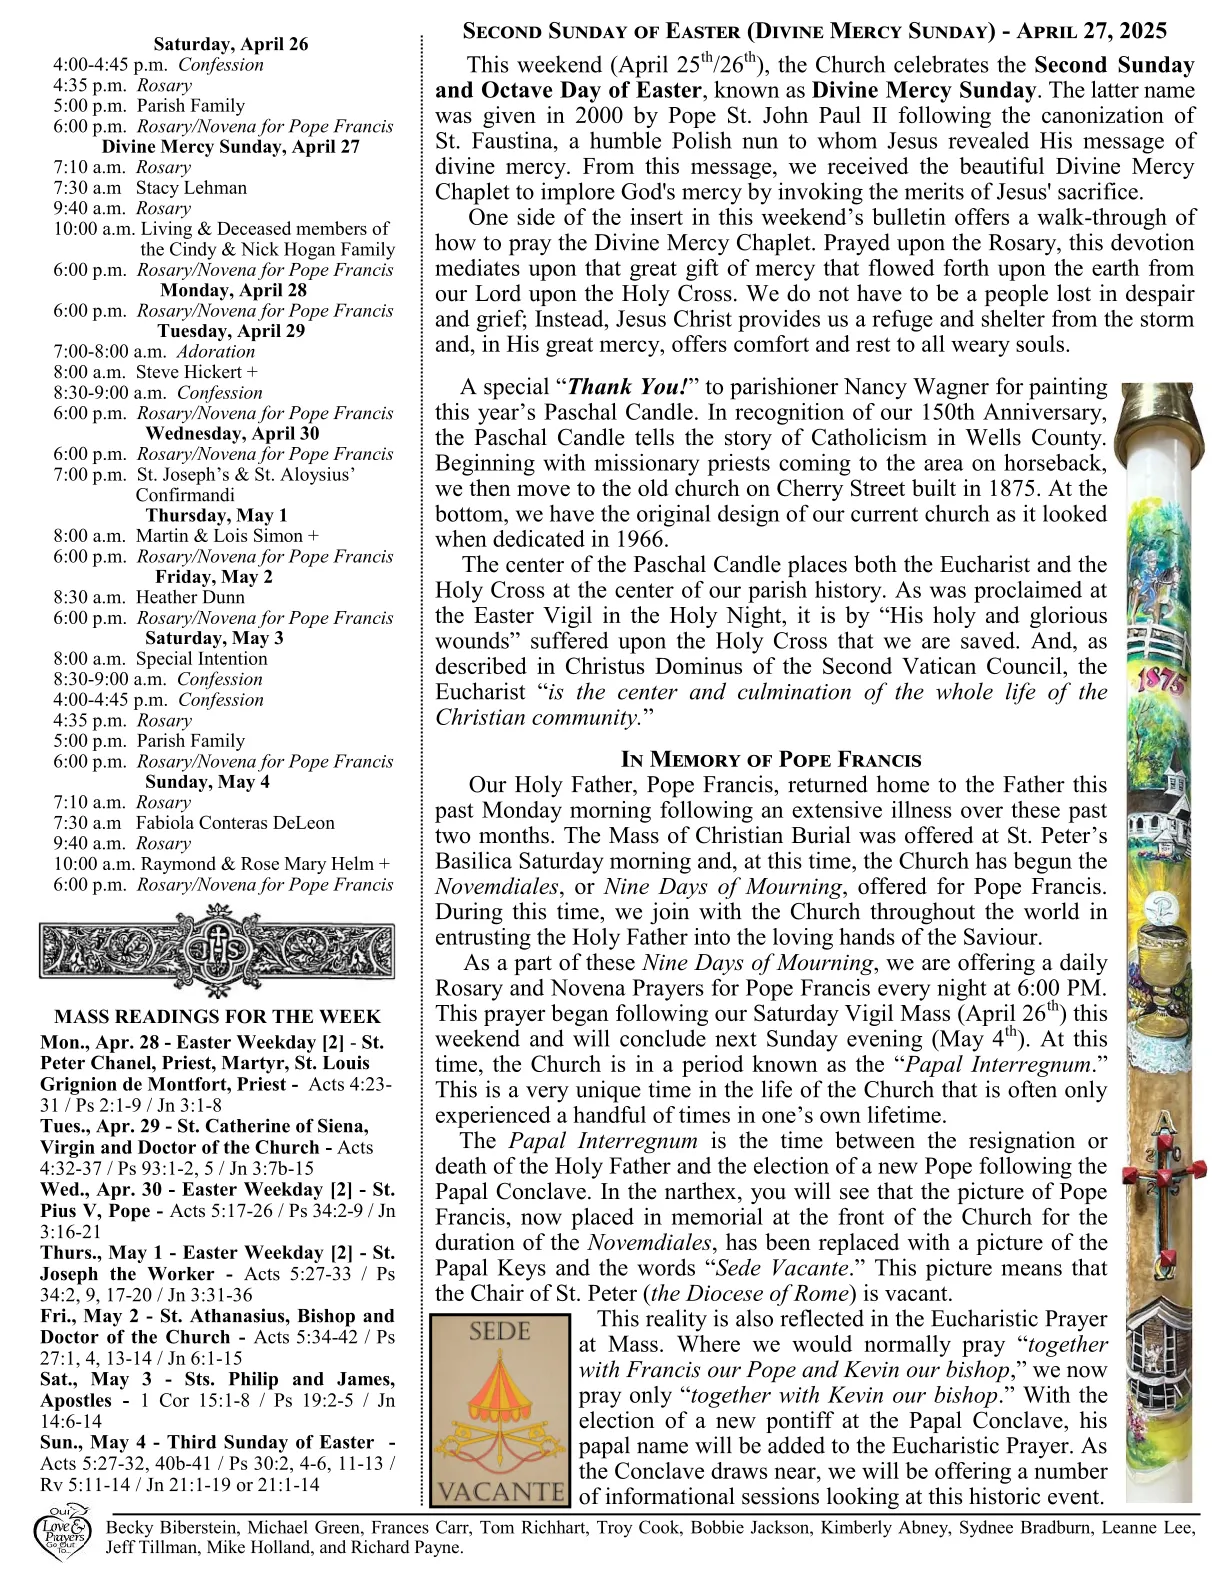 Saturday, April 26
4:00-4:45 p.m. Confession
4:35 p.m. Rosary
5:00 p.m. Parish Family
6:00 p.m. Rosary/Novena for Pope Francis
Divine Mercy Sunday, April 27
7:10 a.m. Rosary
7:30 a.m Stacy Lehman
9:40 a.m. Rosary
10:00 a.m. Living & Deceased members of
the Cindy & Nick Hogan Family
6:00 p.m. Rosary/Novena for Pope Francis
Monday, April 28
6:00 p.m. Rosary/Novena for Pope Francis
Tuesday, April 29
7:00-8:00 a.m. Adoration
8:00 a.m. Steve Hickert +
8:30-9:00 a.m. Confession
6:00 p.m. Rosary/Novena for Pope Francis
Wednesday, April 30
6:00 p.m. Rosary/Novena for Pope Francis
7:00 p.m. St. Joseph’s & St. Aloysius’
Confirmandi
Thursday, May 1
8:00 a.m. Martin & Lois Simon +
6:00 p.m. Rosary/Novena for Pope Francis
Friday, May 2
8:30 a.m. Heather Dunn
6:00 p.m. Rosary/Novena for Pope Francis
Saturday, May 3
8:00 a.m. Special Intention
8:30-9:00 a.m. Confession
4:00-4:45 p.m. Confession
4:35 p.m. Rosary
5:00 p.m. Parish Family
6:00 p.m. Rosary/Novena for Pope Francis
Sunday, May 4
7:10 a.m. Rosary
7:30 a.m Fabiola Conteras DeLeon
9:40 a.m. Rosary
10:00 a.m. Raymond & Rose Mary Helm +
6:00 p.m. Rosary/Novena for Pope Francis
MASS READINGS FOR THE WEEK
Mon., Apr. 28 - Easter Weekday [2] - St.
Peter Chanel, Priest, Martyr, St. Louis
Grignion de Montfort, Priest - Acts 4:23-
31 / Ps 2:1-9 / Jn 3:1-8
Tues., Apr. 29 - St. Catherine of Siena,
Virgin and Doctor of the Church - Acts
4:32-37 / Ps 93:1-2, 5 / Jn 3:7b-15
Wed., Apr. 30 - Easter Weekday [2] - St.
Pius V, Pope - Acts 5:17-26 / Ps 34:2-9 / Jn
3:16-21
Thurs., May 1 - Easter Weekday [2] - St.
Joseph the Worker - Acts 5:27-33 / Ps
34:2, 9, 17-20 / Jn 3:31-36
Fri., May 2 - St. Athanasius, Bishop and
Doctor of the Church - Acts 5:34-42 / Ps
27:1, 4, 13-14 / Jn 6:1-15
Sat., May 3 - Sts. Philip and James,
Apostles - 1 Cor 15:1-8 / Ps 19:2-5 / Jn
14:6-14
Sun., May 4 - Third Sunday of Easter -
Acts 5:27-32, 40b-41 / Ps 30:2, 4-6, 11-13 /
Rv 5:11-14 / Jn 21:1-19 or 21:1-14
Second Sunday of Easter (Divine Mercy Sunday) - April 27, 2025
This weekend (April 25th/26th), the Church celebrates the Second Sunday
and Octave Day of Easter, known as Divine Mercy Sunday. The latter name
was given in 2000 by Pope St. John Paul II following the canonization of
St. Faustina, a humble Polish nun to whom Jesus revealed His message of
divine mercy. From this message, we received the beautiful Divine Mercy
Chaplet to implore God's mercy by invoking the merits of Jesus' sacrifice.
One side of the insert in this weekend’s bulletin offers a walk-through of
how to pray the Divine Mercy Chaplet. Prayed upon the Rosary, this devotion
mediates upon that great gift of mercy that flowed forth upon the earth from
our Lord upon the Holy Cross. We do not have to be a people lost in despair
and grief; Instead, Jesus Christ provides us a refuge and shelter from the storm
and, in His great mercy, offers comfort and rest to all weary souls.
A special “Thank You!” to parishioner Nancy Wagner for painting
this year’s Paschal Candle. In recognition of our 150th Anniversary,
the Paschal Candle tells the story of Catholicism in Wells County.
Beginning with missionary priests coming to the area on horseback,
we then move to the old church on Cherry Street built in 1875. At the
bottom, we have the original design of our current church as it looked
when dedicated in 1966.
The center of the Paschal Candle places both the Eucharist and the
Holy Cross at the center of our parish history. As was proclaimed at
the Easter Vigil in the Holy Night, it is by “His holy and glorious
wounds” suffered upon the Holy Cross that we are saved. And, as
described in Christus Dominus of the Second Vatican Council, the
Eucharist “is the center and culmination of the whole life of the
Christian community.”
1875
In Memory of Pope Francis
Our Holy Father, Pope Francis, returned home to the Father this
past Monday morning following an extensive illness over these past
two months. The Mass of Christian Burial was offered at St. Peter’s
Basilica Saturday morning and, at this time, the Church has begun the
Novemdiales, or Nine Days of Mourning, offered for Pope Francis.
During this time, we join with the Church throughout the world in
entrusting the Holy Father into the loving hands of the Saviour.
As a part of these Nine Days of Mourning, we are offering a daily
Rosary and Novena Prayers for Pope Francis every night at 6:00 PM.
This prayer began following our Saturday Vigil Mass (April 26th) this
weekend and will conclude next Sunday evening (May 4th). At this
time, the Church is in a period known as the “Papal Interregnum.”
This is a very unique time in the life of the Church that is often only
experienced a handful of times in one’s own lifetime.
The Papal Interregnum is the time between the resignation or
death of the Holy Father and the election of a new Pope following the
Papal Conclave. In the narthex, you will see that the picture of Pope
Francis, now placed in memorial at the front of the Church for the
duration of the Novemdiales, has been replaced with a picture of the
Papal Keys and the words “Sede Vacante.” This picture means that
the Chair of St. Peter (the Diocese of Rome) is vacant.
SEDE
VACANTE
This reality is also reflected in the Eucharistic Prayer
at Mass. Where we would normally pray “together
with Francis our Pope and Kevin our bishop,” we now
pray only “together with Kevin our bishop.” With the
election of a new pontiff at the Papal Conclave, his
papal name will be added to the Eucharistic Prayer. As
the Conclave draws near, we will be offering a number
of informational sessions looking at this historic event.
Our
Love &
Prayers
Go Out
To...
Becky Biberstein, Michael Green, Frances Carr, Tom Richhart, Troy Cook, Bobbie Jackson, Kimberly Abney, Sydnee Bradburn, Leanne Lee,
Jeff Tillman, Mike Holland, and Richard Payne.